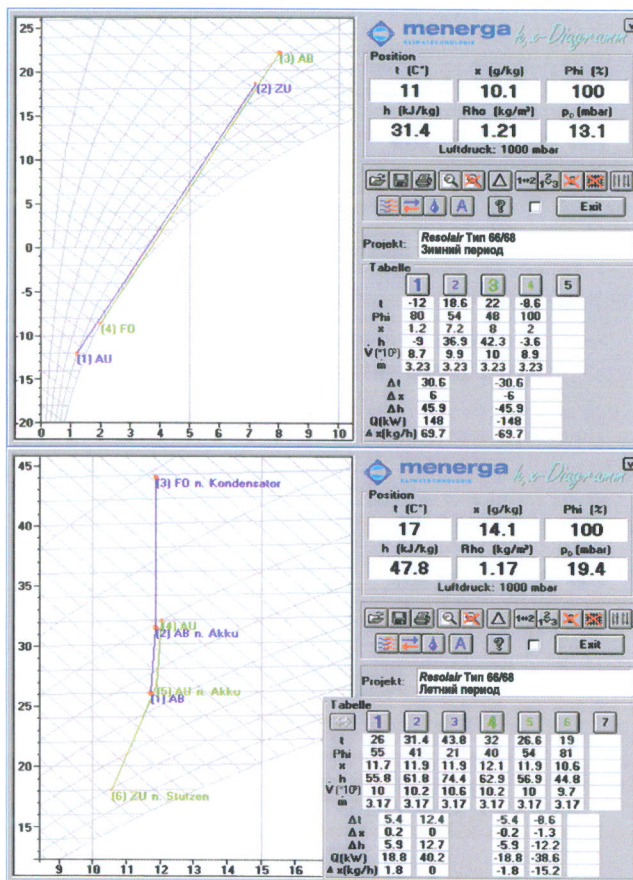 menerga h,x-Diagramm
KLIMATECHNOLOGIE
Position
t (C°) x (g/kg) Phi (%)
11 10.1 100
h (kJ/kg) Rho (kg/m³) p_D (mbar)
31.4 1.21 13.1
Luftdruck: 1000 mbar
1↔2
A ? Exit
Projekt: Resolair Тип 66/68
Зимний период
Tabelle
1 2 3 4 5
t -12 18.6 22 -8.6
Phi 80 54 48 100
x 1.2 7.2 8 2
h -9 36.9 42.3 -3.6
V̇(*10³) 8.7 9.9 10 8.9
ṁ 3.23 3.23 3.23 3.23
Δt 30.6 -30.6
Δx 6 -6
Δh 45.9 -45.9
Q(kW) 148 -148
Δx(kg/h) 69.7 -69.7
25
20
15
10
5
0
-5
-10
-15
-20
(3) AB
(2) ZU
(4) FO
(1) AU
0 1 2 3 4 5 6 7 8 9 10
menerga h,x-Diagramm
KLIMATECHNOLOGIE
Position
t (C°) x (g/kg) Phi (%)
17 14.1 100
h (kJ/kg) Rho (kg/m³) p_D (mbar)
47.8 1.17 19.4
Luftdruck: 1000 mbar
1↔2
A ? Exit
Projekt: Resolair Тип 66/68
Летний период
Tabelle
1 2 3 4 5 6 7
t 26 31.4 43.8 32 26.6 19
Phi 55 41 21 40 54 81
x 11.7 11.9 11.9 12.1 11.9 10.6
h 55.8 61.8 74.4 62.9 56.9 44.8
V̇(*10³) 10 10.2 10.6 10.2 10 9.7
ṁ 3.17 3.17 3.17 3.17 3.17 3.17
Δt 5.4 12.4 -5.4 -8.6
Δx 0.2 0 -0.2 -1.3
Δh 5.9 12.7 -5.9 -12.2
Q(kW) 18.8 40.2 -18.8 -38.6
Δx(kg/h) 1.8 0 -1.8 -15.2
45
40
35
30
25
20
15
(3) FO n. Kondensator
(4) AU
(2) AB n. Akku
(5) AU n. Akku
(1) AB
(6) ZU n. Stutzen
9 10 11 12 13 14 15 16